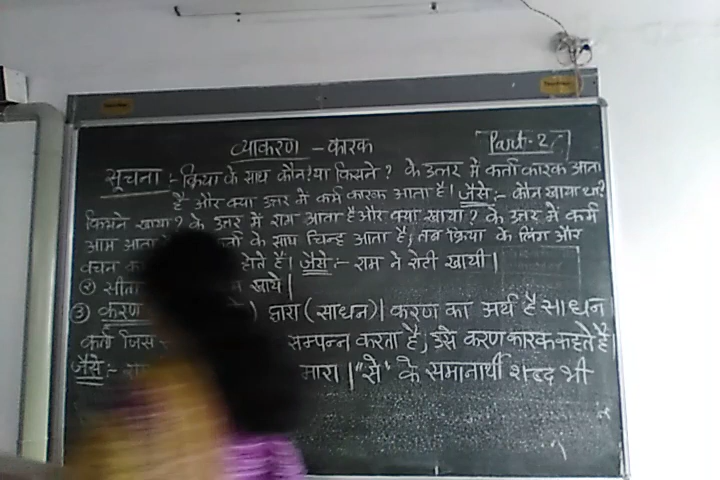 व्याकरण - कारक
Part-2
सूचना :- क्रिया के साथ कौन? या किसने? के उत्तर में कर्ता कारक आता
है और क्या उत्तर में कर्म कारक आता है। जैसे :- कौन खाया था?
किसने खाया? के उत्तर में राम आता है और क्या खाया? के उत्तर में कर्म
आम आता के साथ चिन्ह आता है, तब क्रिया के लिंग और
वचन होते है। जैसे :- राम ने रोटी खायी।
सीता खाये।
③ करण ) द्वारा (साधन)। करण का अर्थ है साधन
कर्ता जिस सम्पन्न करता है, उसे करण कारक कहते है
जैसे :- मारा। "से" के समानार्थी शब्द भी